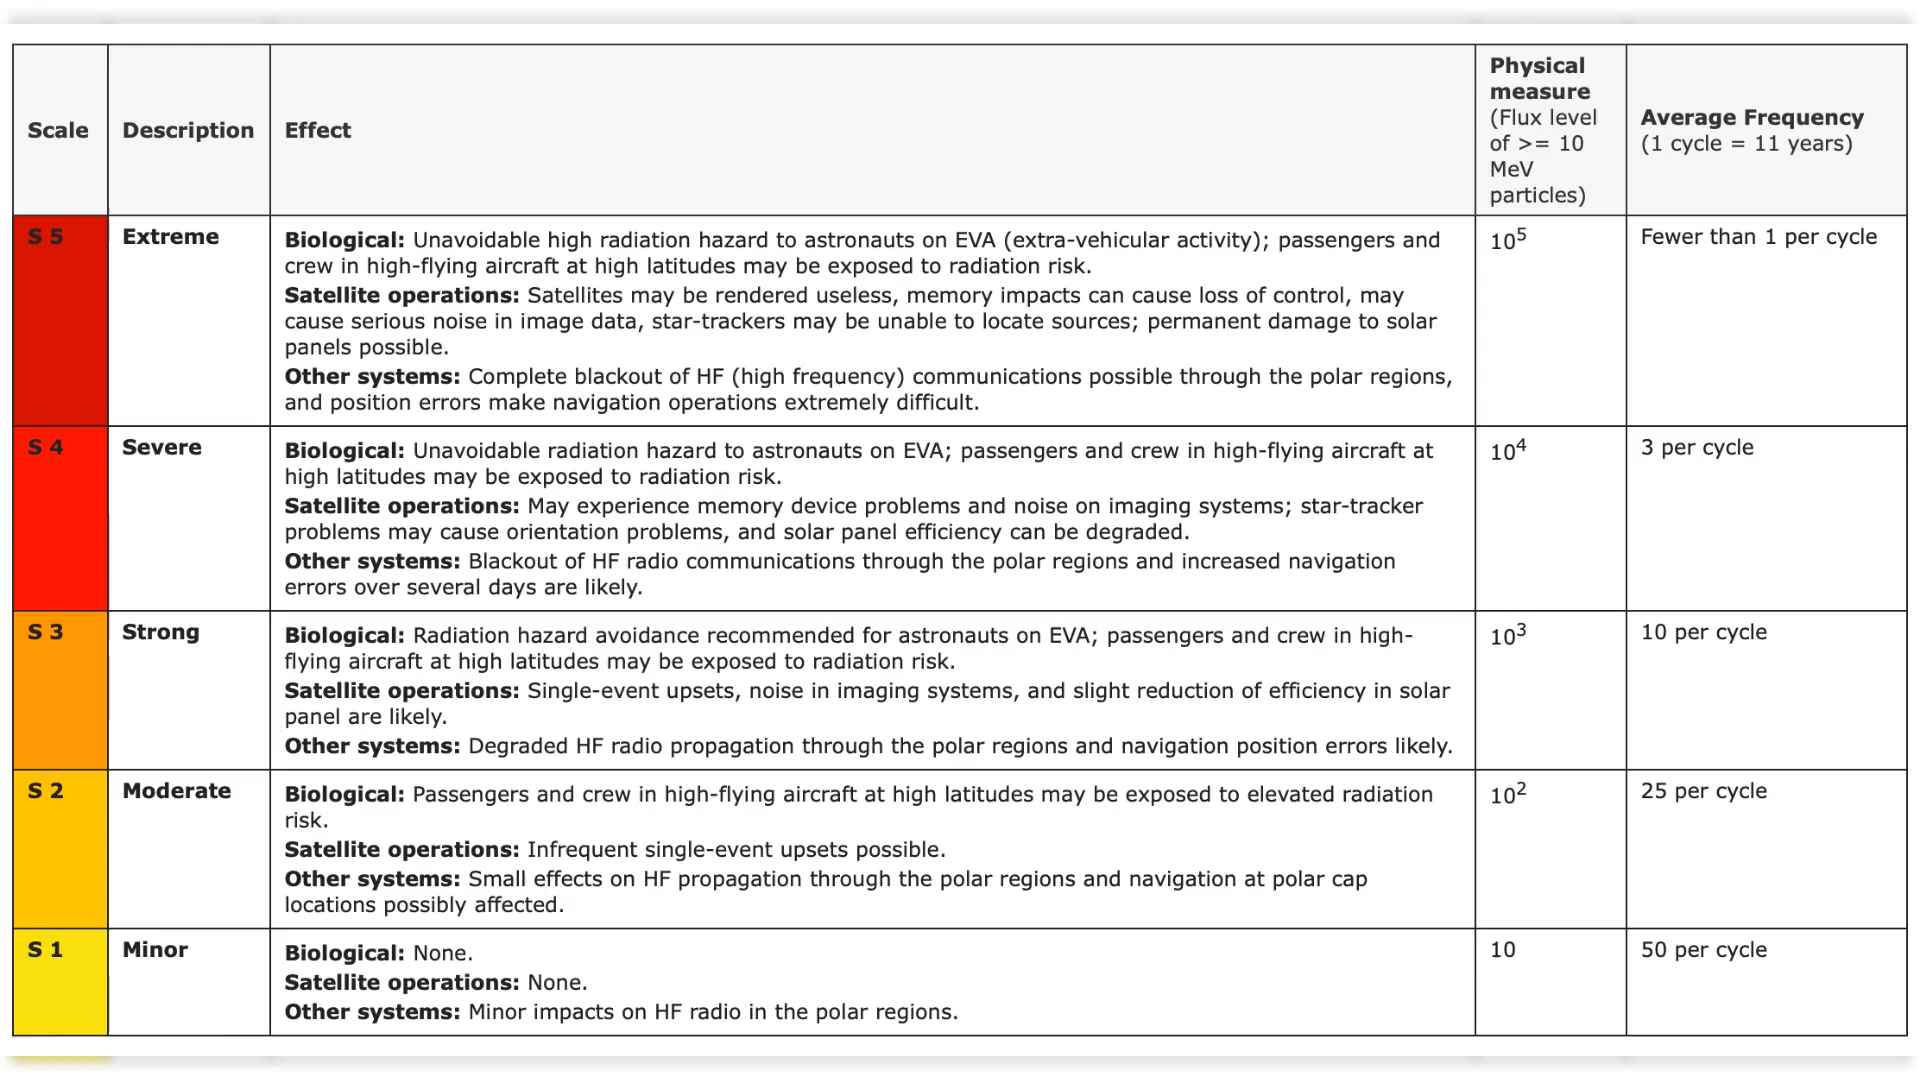 Scale
Description
Effect
Physical
measure
(Flux level
of >= 10
MeV
particles)
Average Frequency
(1 cycle = 11 years)
S 5
Extreme
Biological: Unavoidable high radiation hazard to astronauts on EVA (extra-vehicular activity); passengers and
crew in high-flying aircraft at high latitudes may be exposed to radiation risk.
Satellite operations: Satellites may be rendered useless, memory impacts can cause loss of control, may
cause serious noise in image data, star-trackers may be unable to locate sources; permanent damage to solar
panels possible.
Other systems: Complete blackout of HF (high frequency) communications possible through the polar regions,
and position errors make navigation operations extremely difficult.
10⁵
Fewer than 1 per cycle
S 4
Severe
Biological: Unavoidable radiation hazard to astronauts on EVA; passengers and crew in high-flying aircraft at
high latitudes may be exposed to radiation risk.
Satellite operations: May experience memory device problems and noise on imaging systems; star-tracker
problems may cause orientation problems, and solar panel efficiency can be degraded.
Other systems: Blackout of HF radio communications through the polar regions and increased navigation
errors over several days are likely.
10⁴
3 per cycle
S 3
Strong
Biological: Radiation hazard avoidance recommended for astronauts on EVA; passengers and crew in high-
flying aircraft at high latitudes may be exposed to radiation risk.
Satellite operations: Single-event upsets, noise in imaging systems, and slight reduction of efficiency in solar
panel are likely.
Other systems: Degraded HF radio propagation through the polar regions and navigation position errors likely.
10³
10 per cycle
S 2
Moderate
Biological: Passengers and crew in high-flying aircraft at high latitudes may be exposed to elevated radiation
risk.
Satellite operations: Infrequent single-event upsets possible.
Other systems: Small effects on HF propagation through the polar regions and navigation at polar cap
locations possibly affected.
10²
25 per cycle
S 1
Minor
Biological: None.
Satellite operations: None.
Other systems: Minor impacts on HF radio in the polar regions.
10
50 per cycle